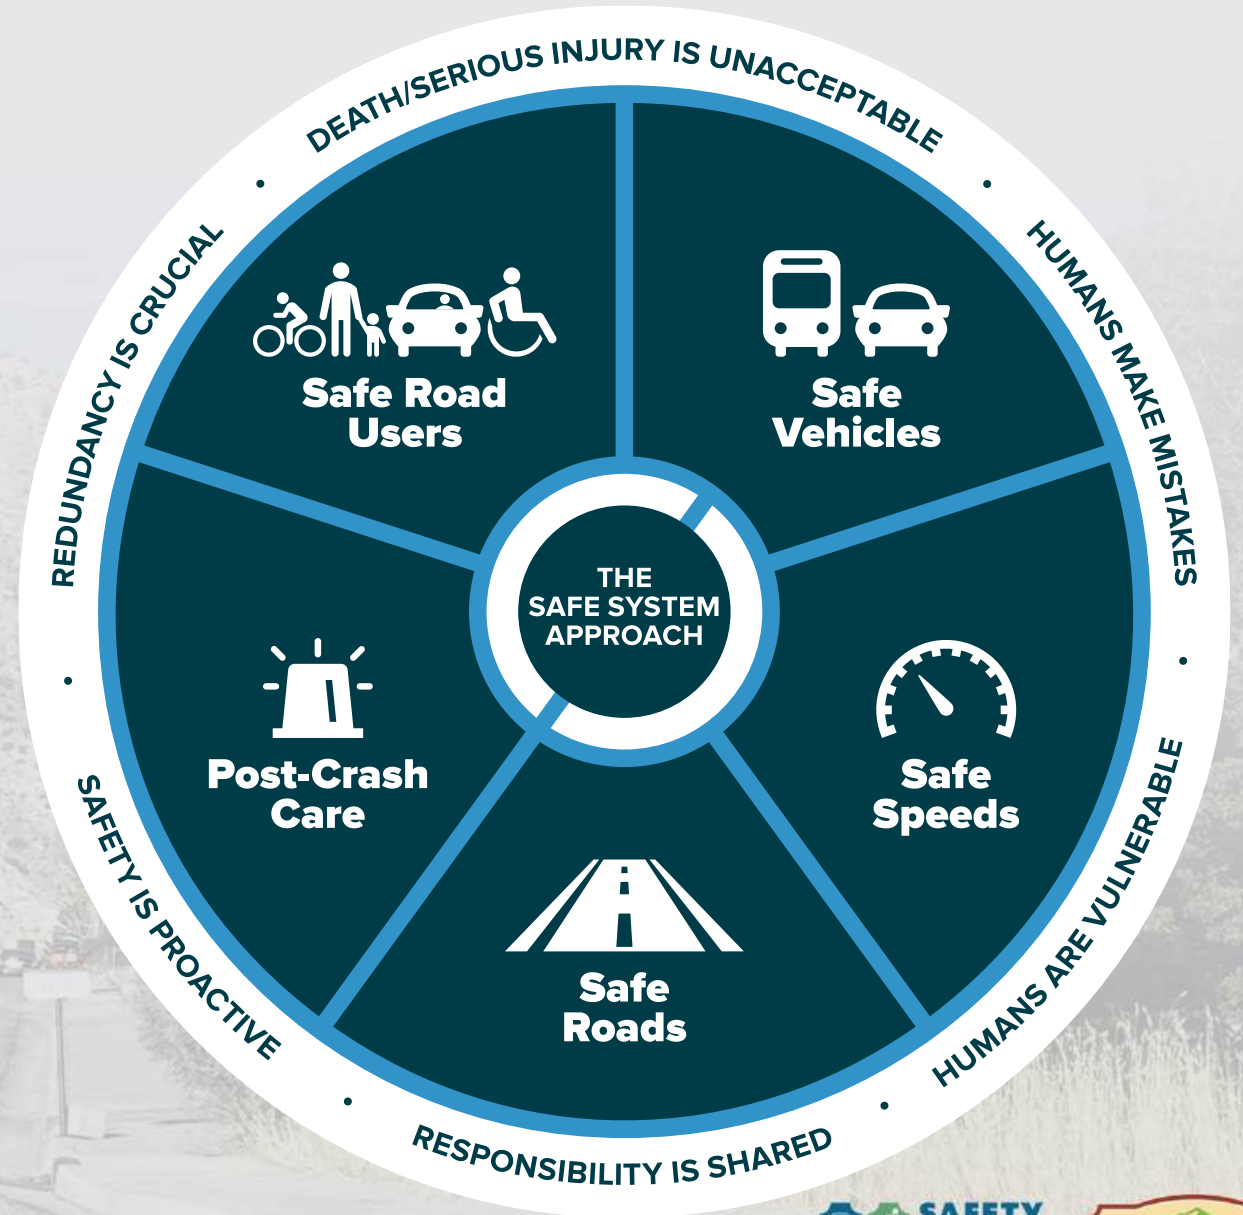 DEATH/SERIOUS INJURY IS UNACCEPTABLE
HUMANS MAKE MISTAKES
HUMANS ARE VULNERABLE
RESPONSIBILITY IS SHARED
SAFETY IS PROACTIVE
REDUNDANCY IS CRUCIAL
Safe Road
Users
Safe
Vehicles
THE
SAFE SYSTEM
APPROACH
Post-Crash
Care
Safe
Speeds
Safe
Roads
SAFETY